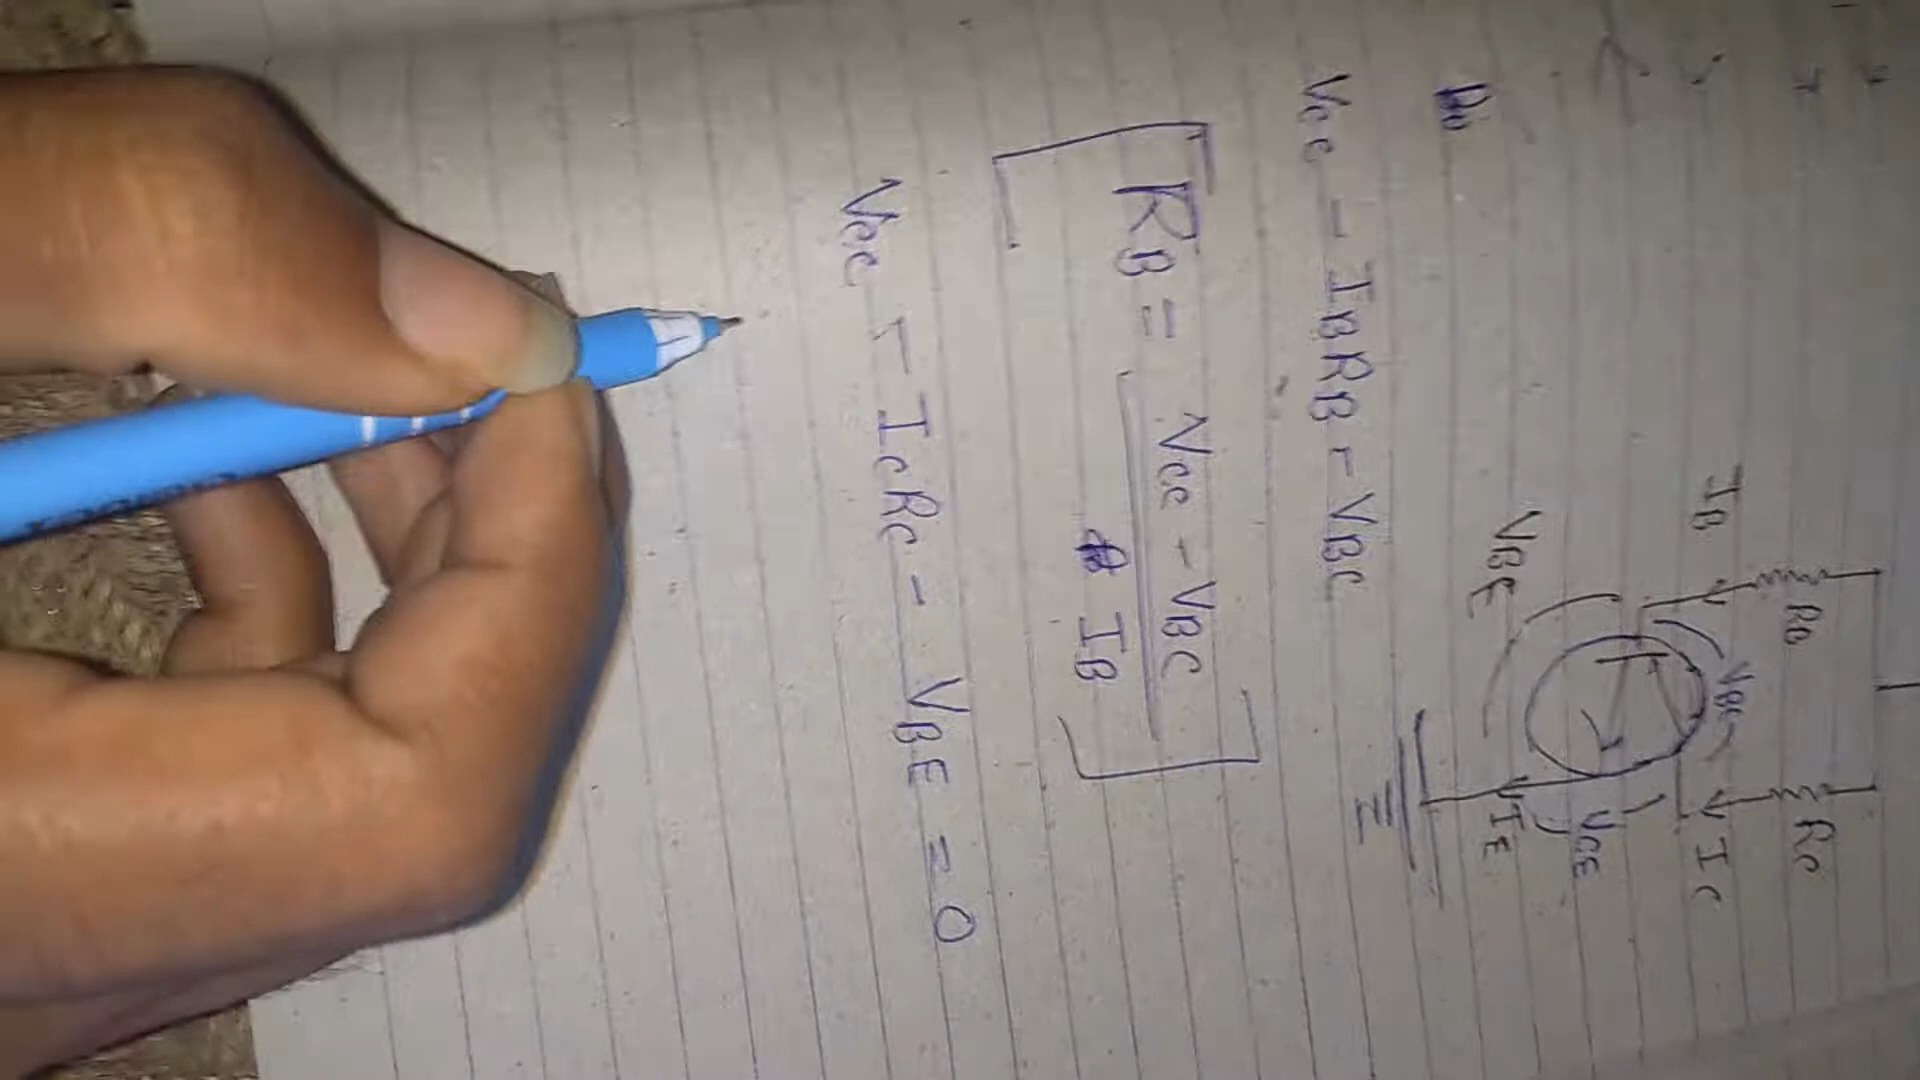 RB
RC
IB
IC
VBC
VBE
VCE
IE
Vcc - IBRB - VBC
RB = Vcc - VBC
IB
Vcc - IcRc - VBE = 0